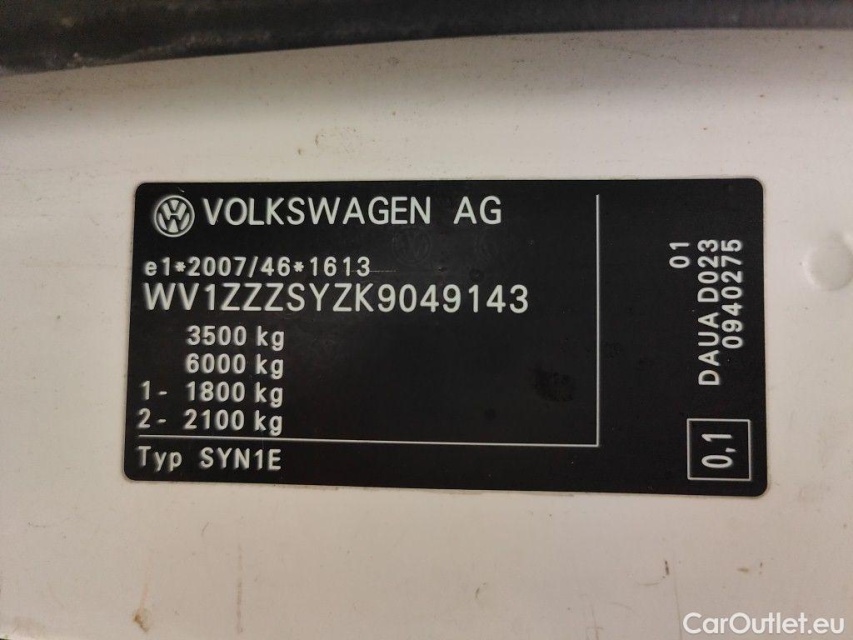 VOLKSWAGEN AG
e1*2007/46*1613
WV1ZZZSYZK9049143
3500 kg
6000 kg
1- 1800 kg
2- 2100 kg
Typ SYN1E
01
DAUA D023
0940275
0,1
CarOutlet.eu